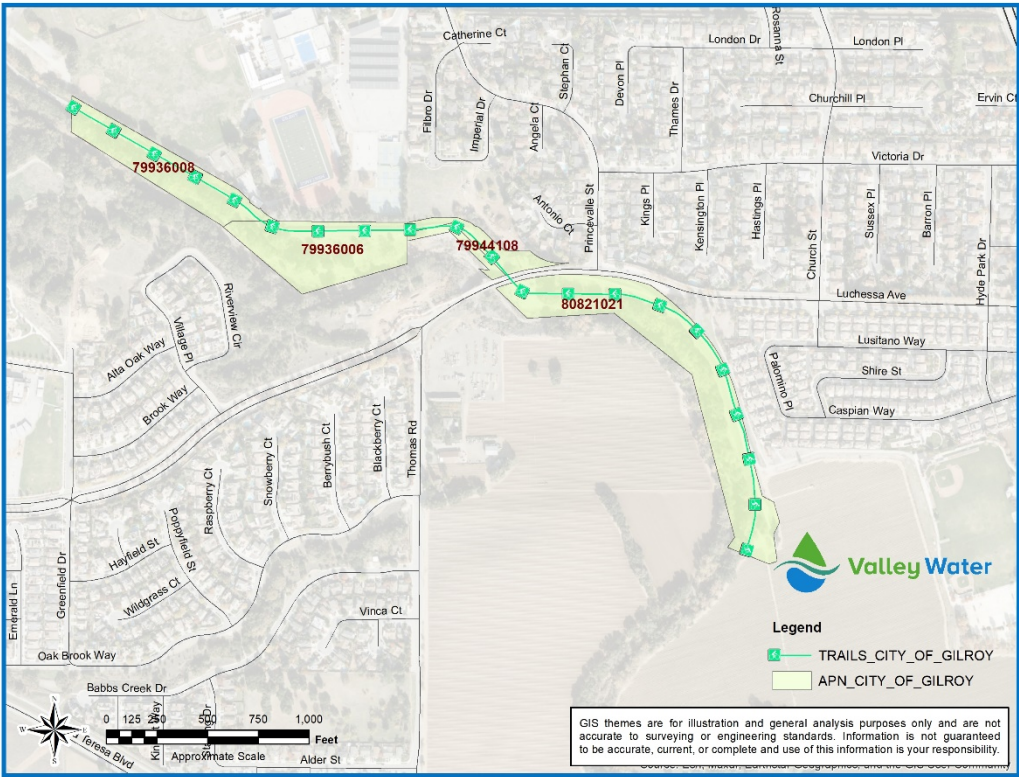 Catherine Ct
Stephan Ct
Devon Pl
London Dr
Rosanna St
London Pl
Filbro Dr
Imperial Dr
Angela Ct
Thames Dr
Churchill Pl
Ervin Ct
Victoria Dr
79936008
Antonio Ct
Princevalle St
Kings Pl
Kensington Pl
Hastings Pl
Church St
Sussex Pl
Barron Pl
Hyde Park Dr
79936006
79944108
80821021
Luchessa Ave
Riverview Cir
Village Pl
Alta Oak Way
Brook Way
Lusitano Way
Palomino Pl
Shire St
Caspian Way
Raspberry Ct
Snowberry Ct
Berrybush Ct
Blackberry Ct
Thomas Rd
Poppyfield St
Hayfield St
Wildgrass Ct
Emerald Ln
Greenfield Dr
Vinca Ct
Oak Brook Way
Babbs Creek Dr
Valley Water
Legend
TRAILS_CITY_OF_GILROY
APN_CITY_OF_GILROY
N
W
E
S
0 125 250 500 750 1,000
Feet
Approximate Scale
Teresa Blvd
Alder St
GIS themes are for illustration and general analysis purposes only and are not
accurate to surveying or engineering standards. Information is not guaranteed
to be accurate, current, or complete and use of this information is your responsibility.